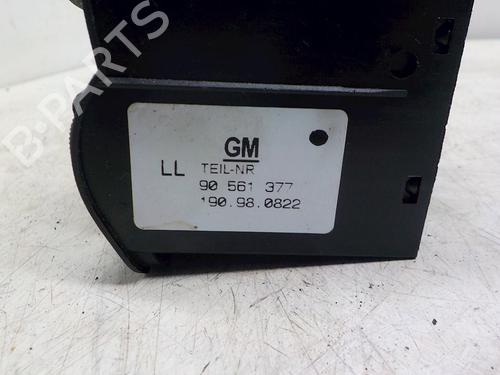 B-PARTS
GM
LL TEIL-NR
90 561 377
190.98.0822